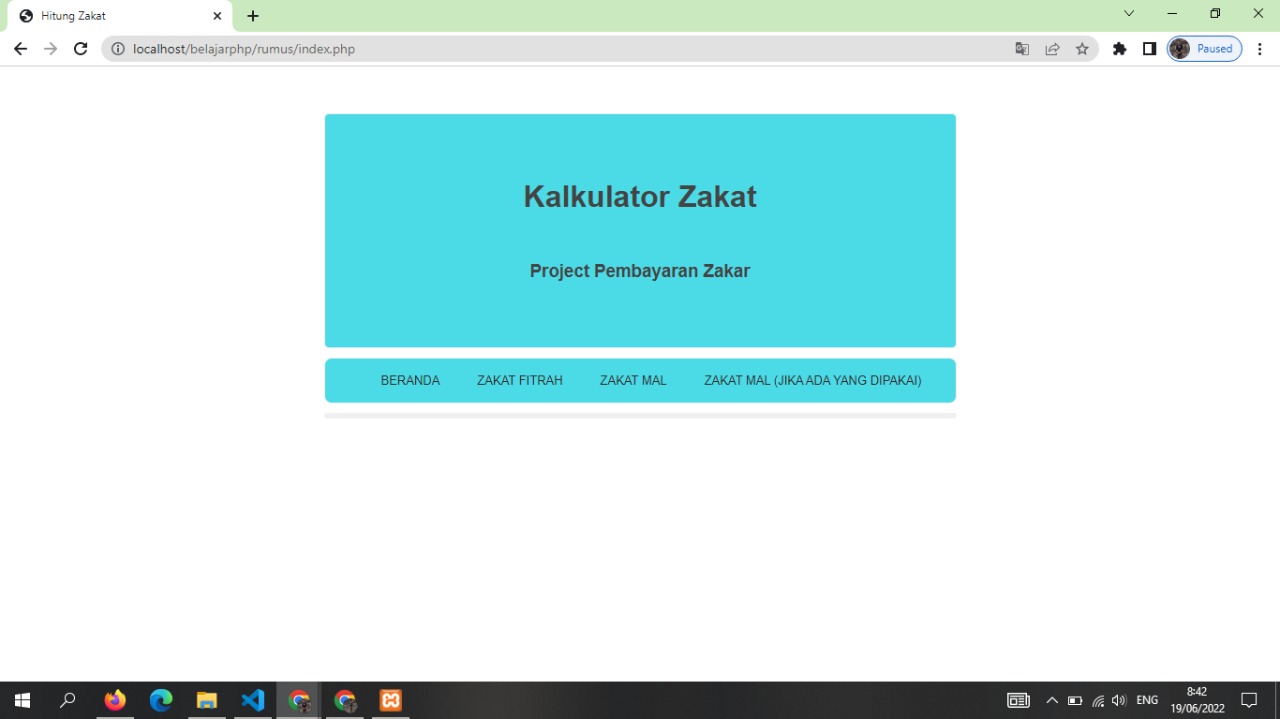 Hitung Zakat
localhost/belajarphp/rumus/index.php
Paused
Kalkulator Zakat
Project Pembayaran Zakar
BERANDA ZAKAT FITRAH ZAKAT MAL ZAKAT MAL (JIKA ADA YANG DIPAKAI)
ENG
8:42
19/06/2022